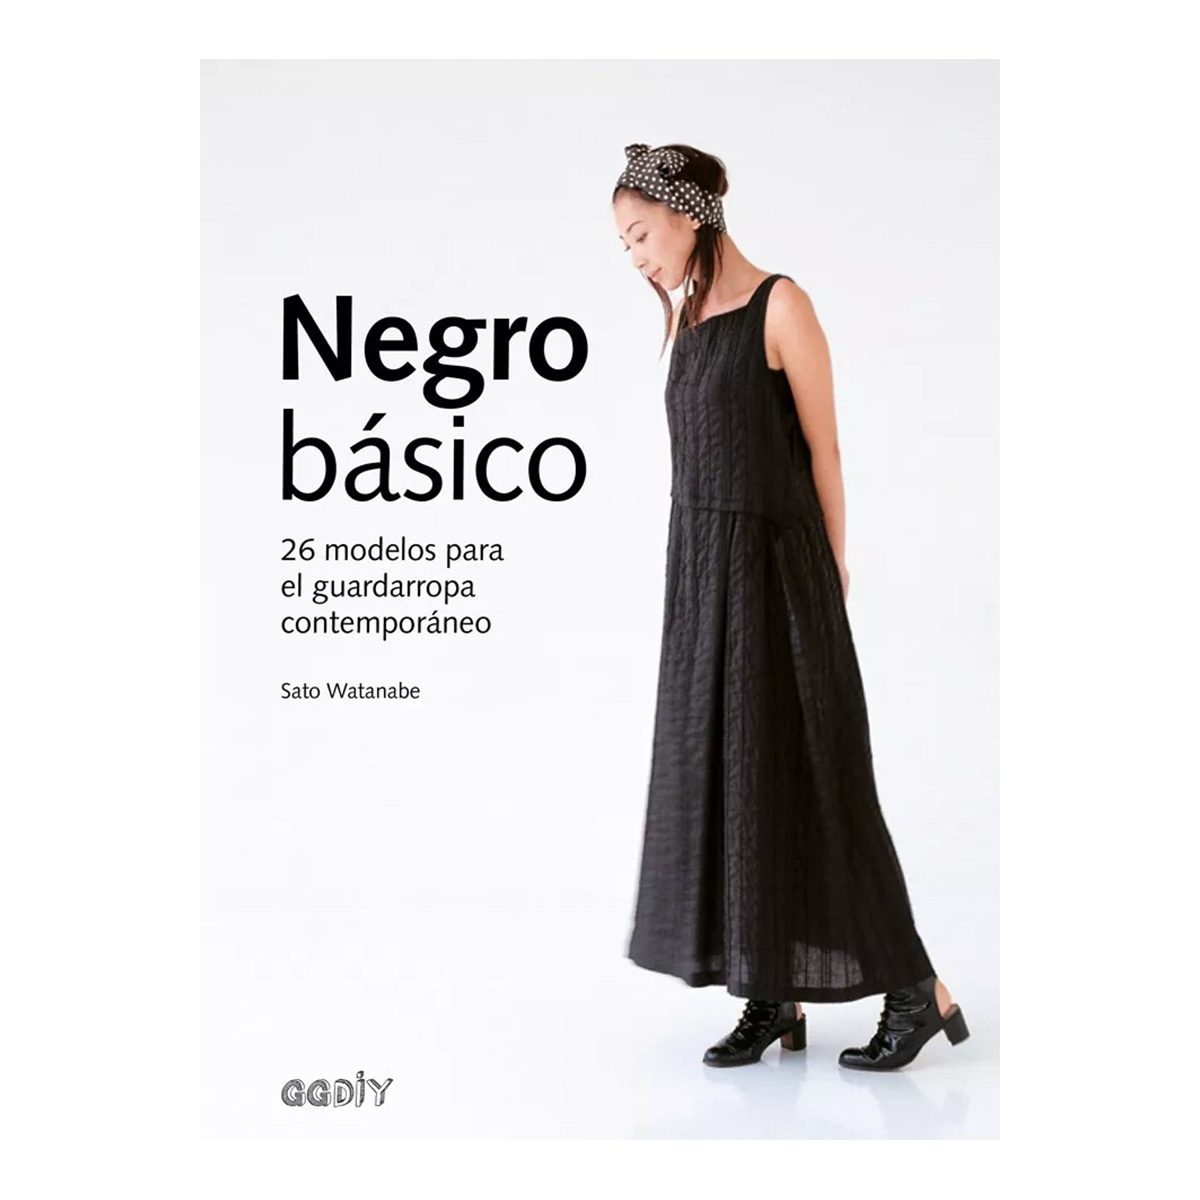 Negro
básico
26 modelos para
el guardarropa
contemporáneo
Sato Watanabe
GGDIY